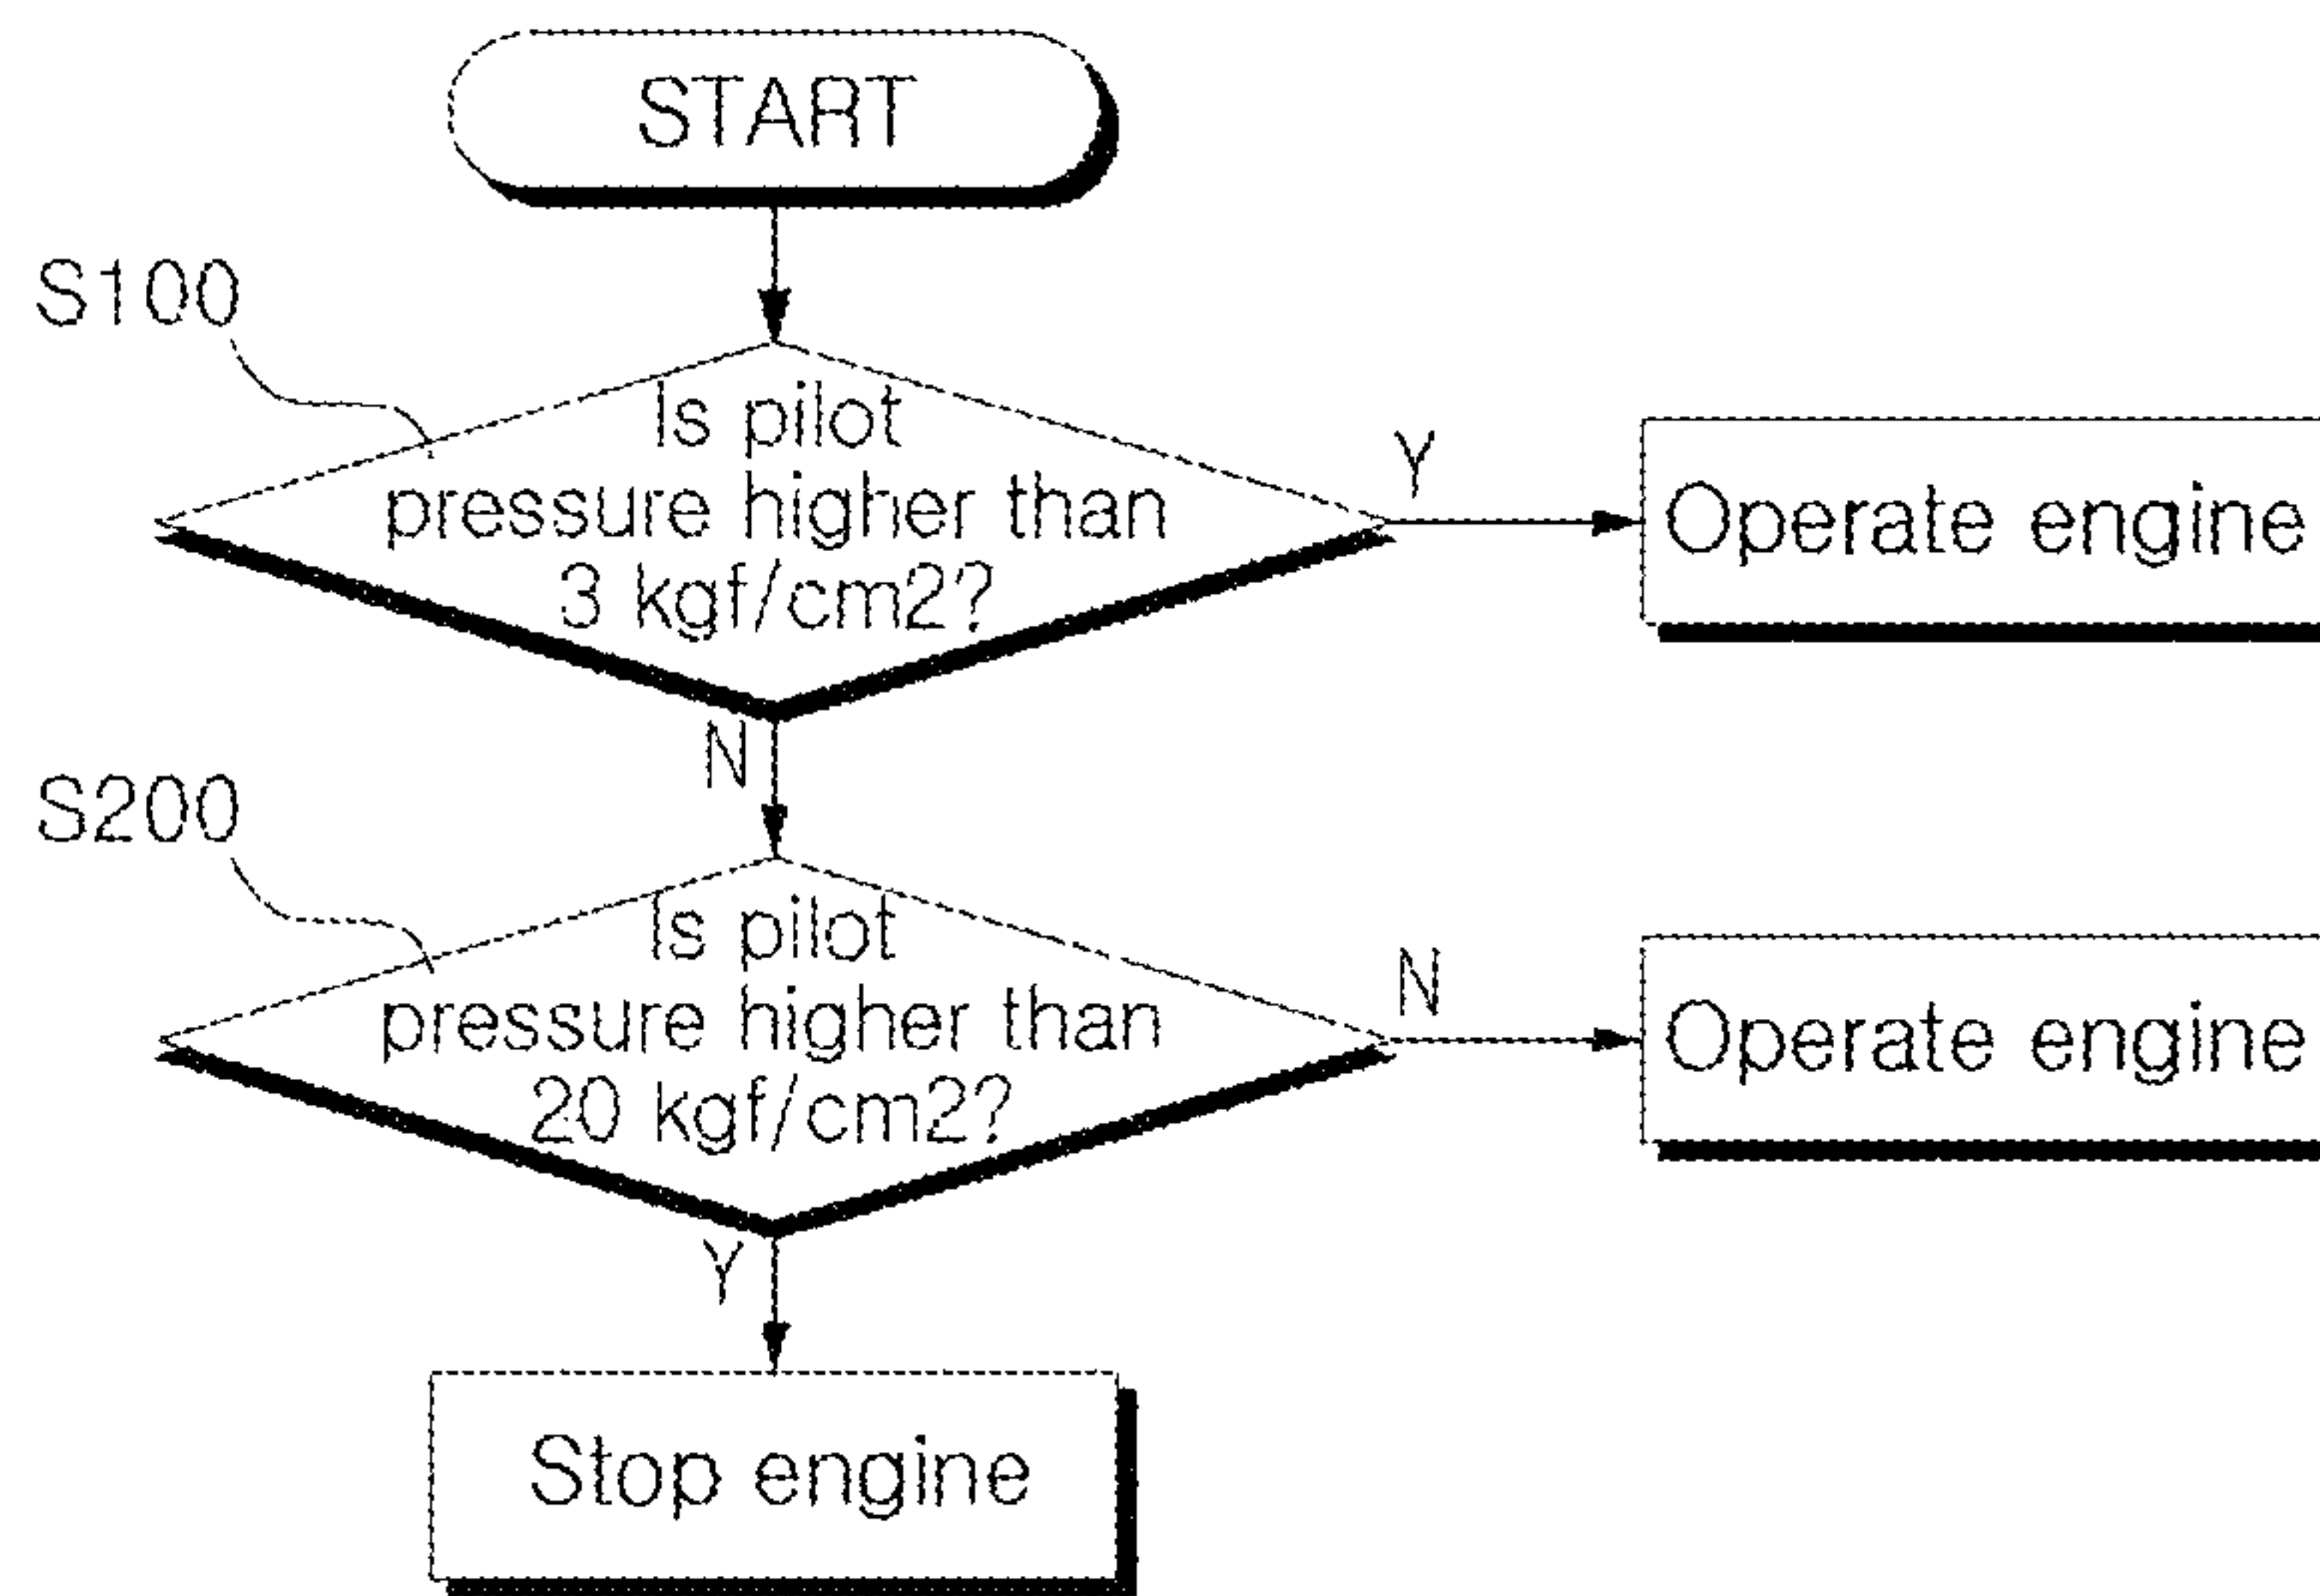 START
S100
Is pilot
pressure higher than
3 kgf/cm2?
Y
Operate engine
N
S200
Is pilot
pressure higher than
20 kgf/cm2?
N
Operate engine
Y
Stop engine